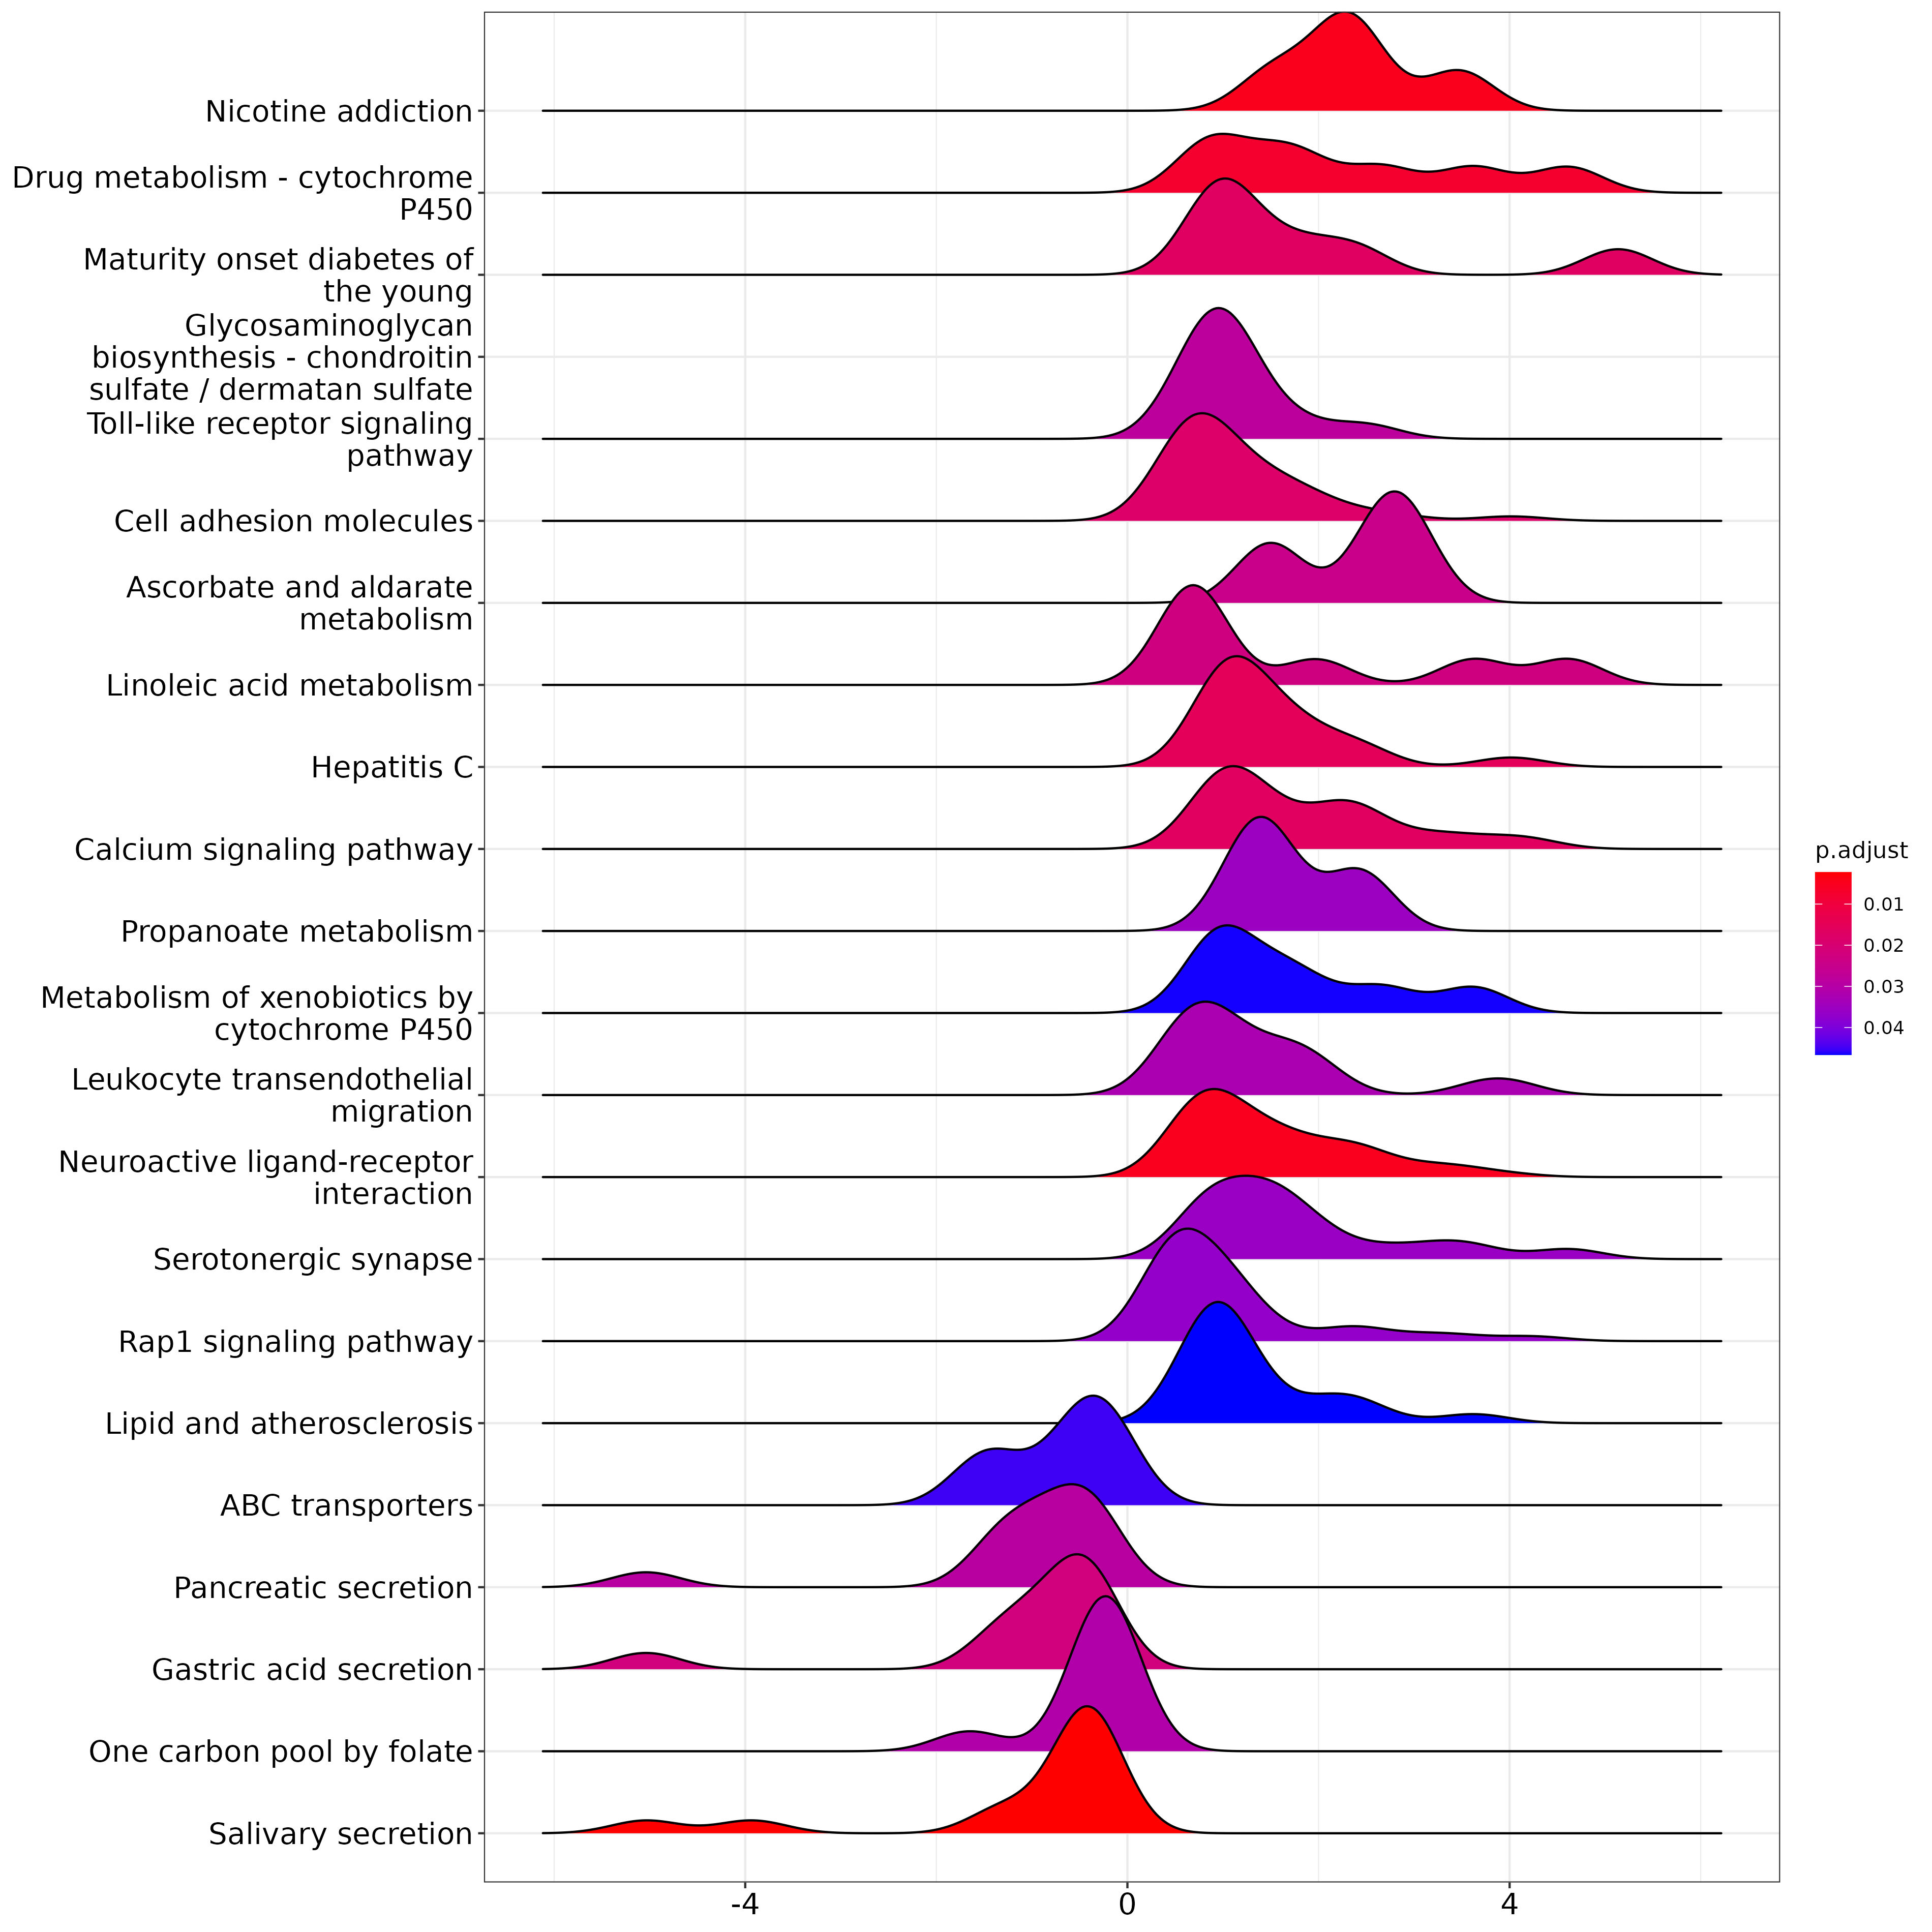 Nicotine addiction
Drug metabolism - cytochrome
P450
Maturity onset diabetes of
the young
Glycosaminoglycan
biosynthesis - chondroitin
sulfate / dermatan sulfate
Toll-like receptor signaling
pathway
Cell adhesion molecules
Ascorbate and aldarate
metabolism
Linoleic acid metabolism
Hepatitis C
Calcium signaling pathway
Propanoate metabolism
Metabolism of xenobiotics by
cytochrome P450
Leukocyte transendothelial
migration
Neuroactive ligand-receptor
interaction
Serotonergic synapse
Rap1 signaling pathway
Lipid and atherosclerosis
ABC transporters
Pancreatic secretion
Gastric acid secretion
One carbon pool by folate
Salivary secretion
-4 0 4
p.adjust
0.01
0.02
0.03
0.04